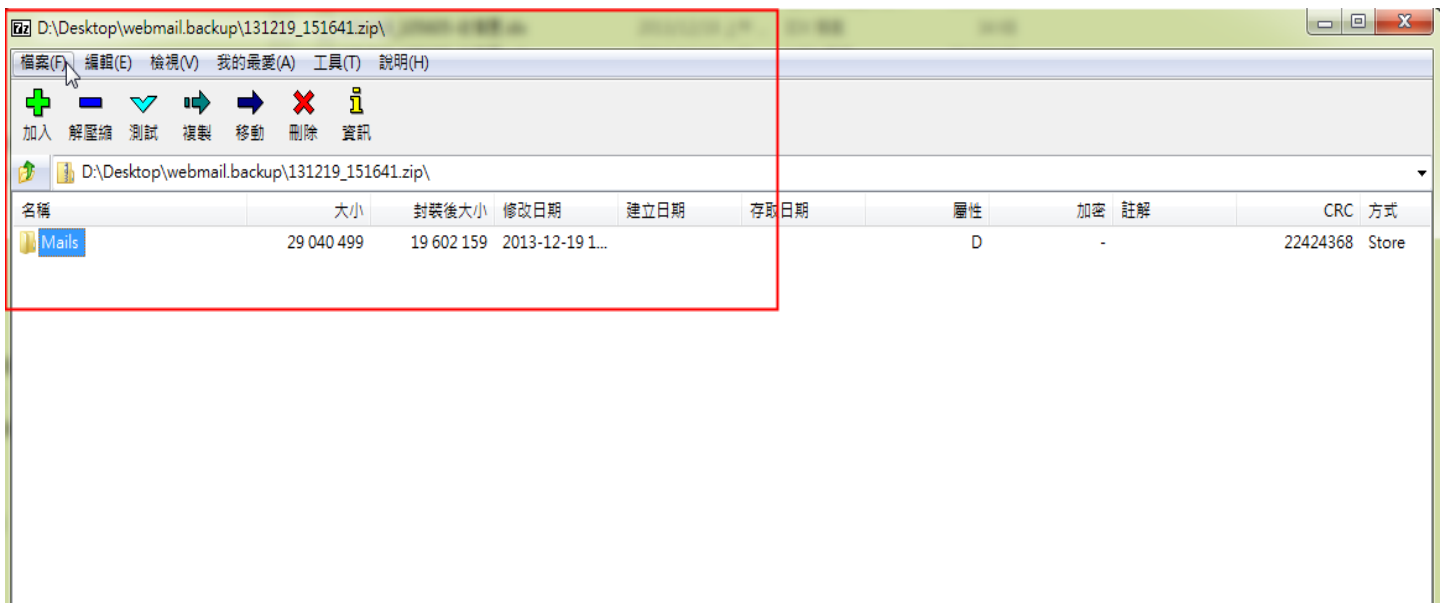 D:\Desktop\webmail.backup\131219_151641.zip\
檔案(F) 編輯(E) 檢視(V) 我的最愛(A) 工具(T) 說明(H)
加入 解壓縮 測試 複製 移動 刪除 資訊
D:\Desktop\webmail.backup\131219_151641.zip\
名稱 大小 封裝後大小 修改日期 建立日期 存取日期 屬性 加密 註解 CRC 方式
Mails 29 040 499 19 602 159 2013-12-19 1... D - 22424368 Store